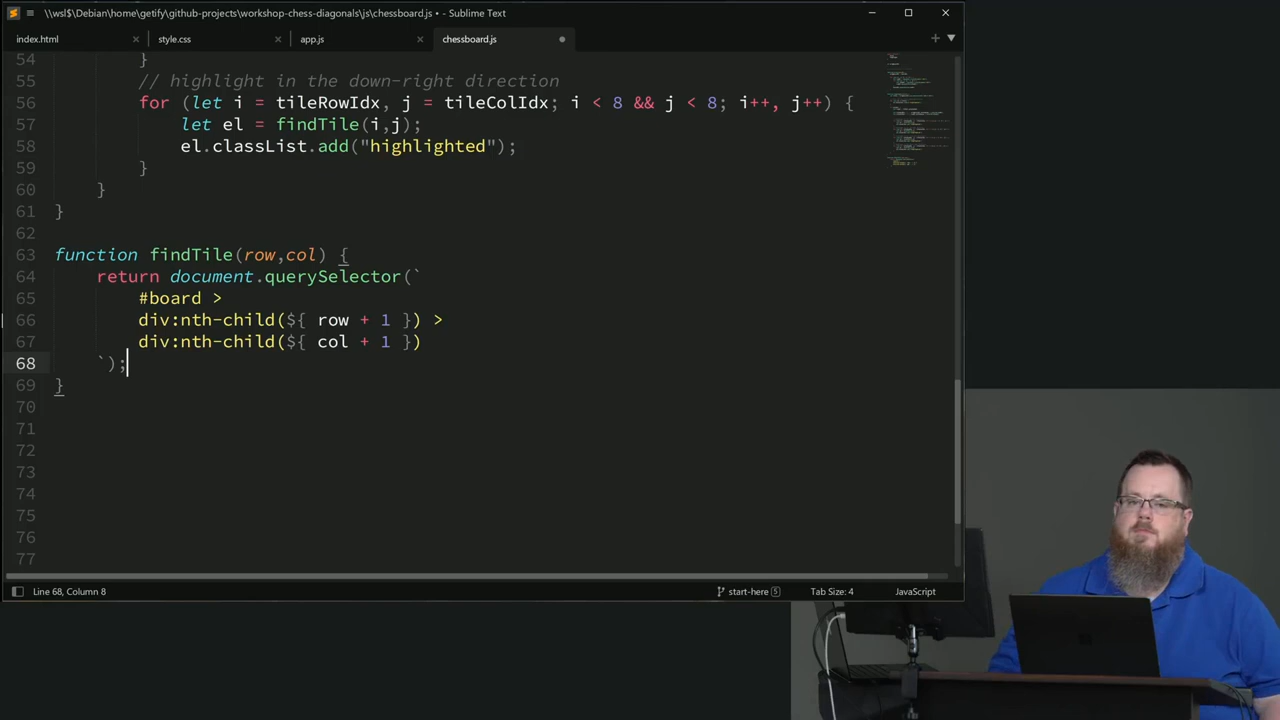 \\wsl$\Debian\home\getify\github-projects\workshop-chess-diagonals\js\chessboard.js • - Sublime Text
index.html
style.css
app.js
chessboard.js
54 }
55 // highlight in the down-right direction
56 for (let i = tileRowIdx, j = tileColIdx; i < 8 && j < 8; i++, j++) {
57 let el = findTile(i,j);
58 el.classList.add("highlighted");
59 }
60 }
61 }
62
63 function findTile(row,col) {
64 return document.querySelector(`
65 #board >
66 div:nth-child(${ row + 1 }) >
67 div:nth-child(${ col + 1 })
68 `);
69 }
70
71
72
73
74
75
76
77
Line 68, Column 8
start-here 5
Tab Size: 4
JavaScript